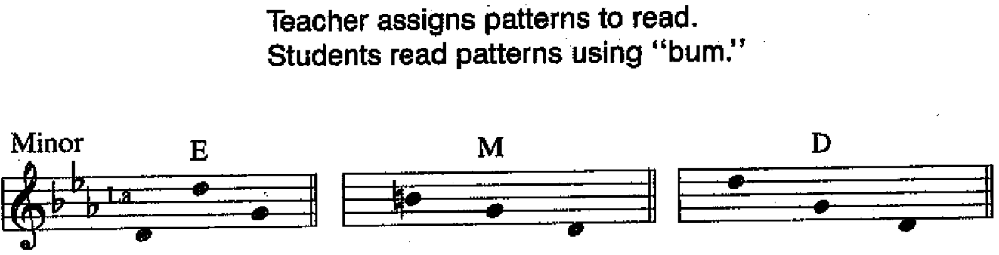 Teacher assigns patterns to read.
Students read patterns using “bum.”
Minor E M D
La